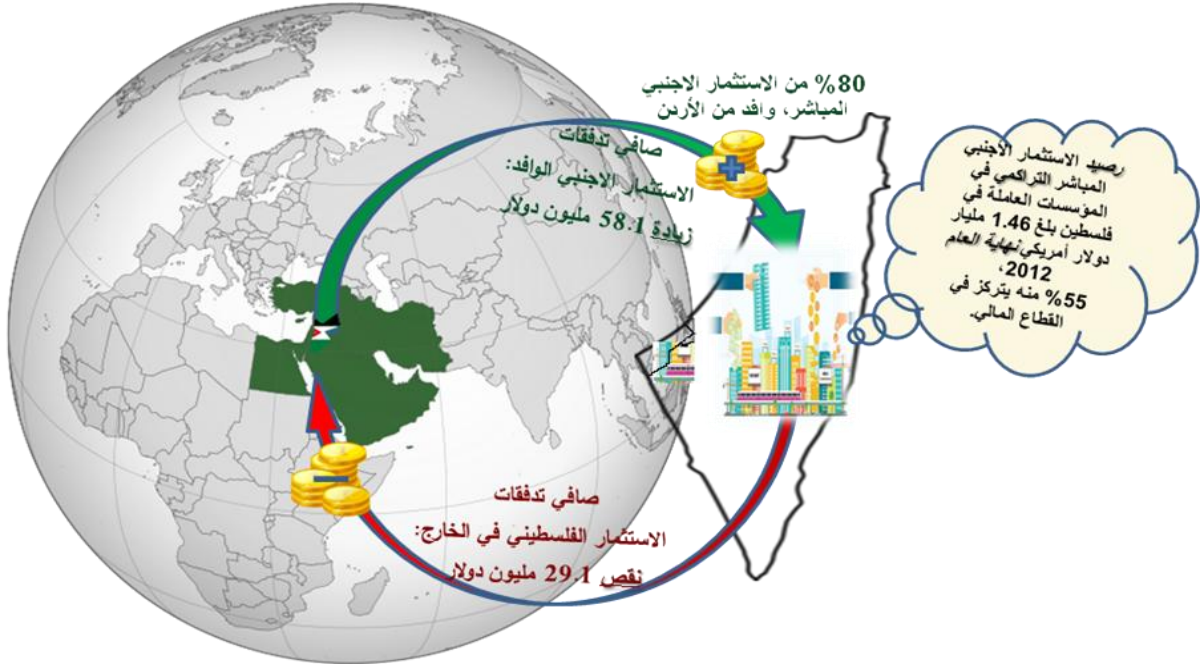 %80 من الاستثمار الاجنبي
المباشر، وافد من الأردن
صافي تدفقات
الاستثمار الاجنبي الوافد:
زيادة 58.1 مليون دولار
رصيد الاستثمار الأجنبي
المباشر التراكمي في
المؤسسات العاملة في
فلسطين بلغ 1.46 مليار
دولار أمريكي نهاية العام
2012،
%55 منه يتركز في
القطاع المالي.
صافي تدفقات
الاستثمار الفلسطيني في الخارج:
نقص 29.1 مليون دولار